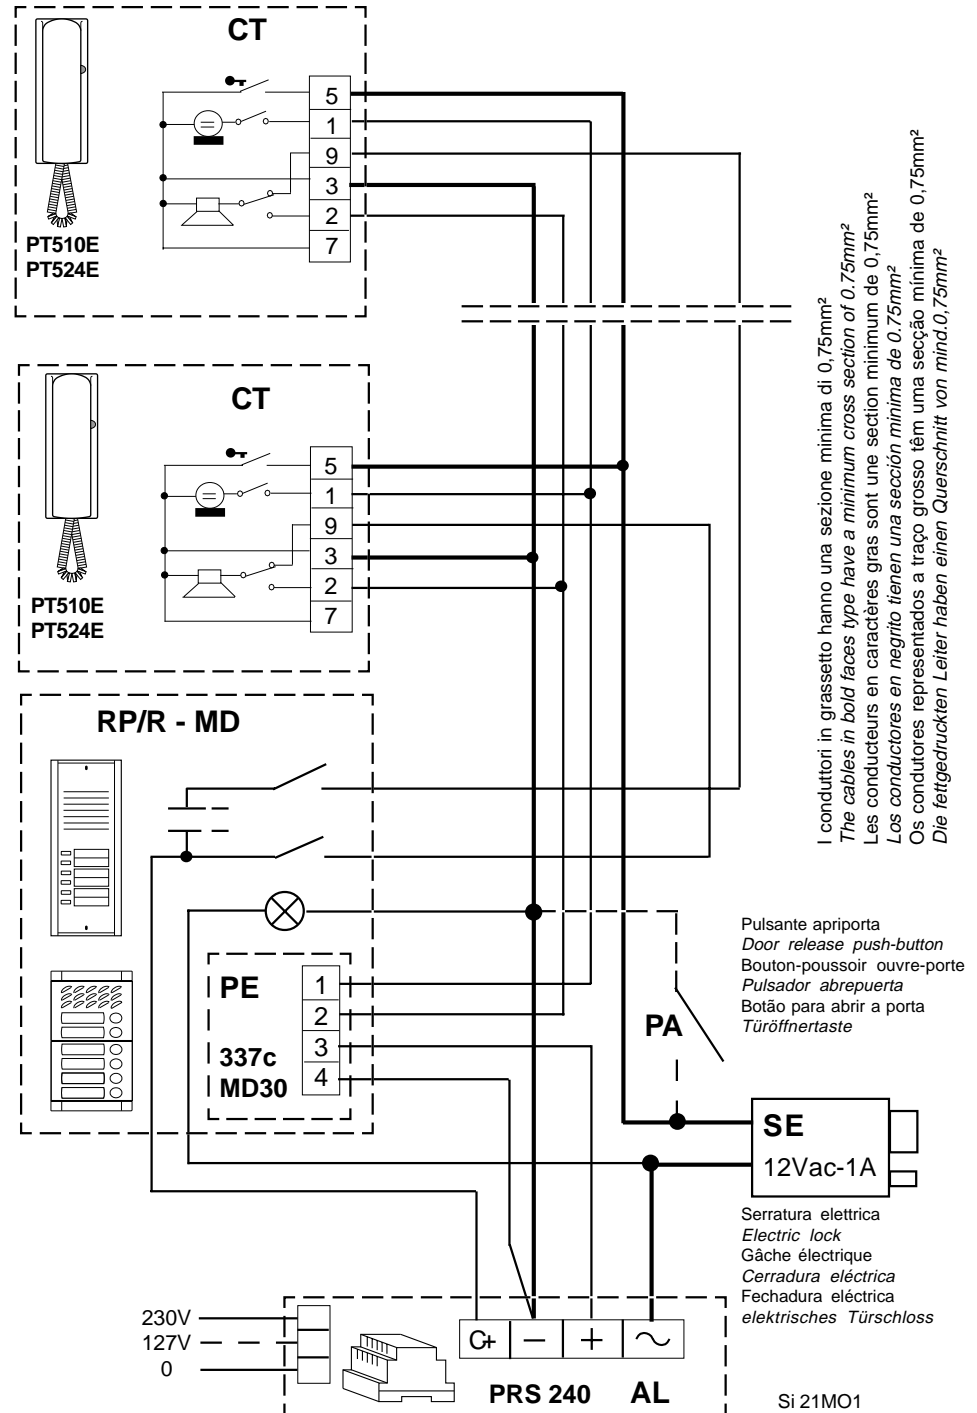 CT
5
1
9
3
2
7
PT510E
PT524E
CT
5
1
9
3
2
7
PT510E
PT524E
I conduttori in grassetto hanno una sezione minima di 0,75mm²
The cables in bold faces type have a minimum cross section of 0.75mm²
Les conducteurs en caractères gras sont une section minimum de 0,75mm²
Los conductores en negrito tienen una sección minima de 0.75mm²
Os condutores representados a traço grosso têm uma secção mínima de 0,75mm²
Die fettgedruckten Leiter haben einen Querschnitt von mind.0,75mm²
RP/R - MD
PE
337c
MD30
1
2
3
4
PA
Pulsante apriporta
Door release push-button
Bouton-poussoir ouvre-porte
Pulsador abrepuerta
Botão para abrir a porta
Türöffnertaste
SE
12Vac-1A
Serratura elettrica
Electric lock
Gâche électrique
Cerradura eléctrica
Fechadura eléctrica
elektrisches Türschloss
230V
127V
0
C+ − + ~
PRS 240 AL
Si 21MO1